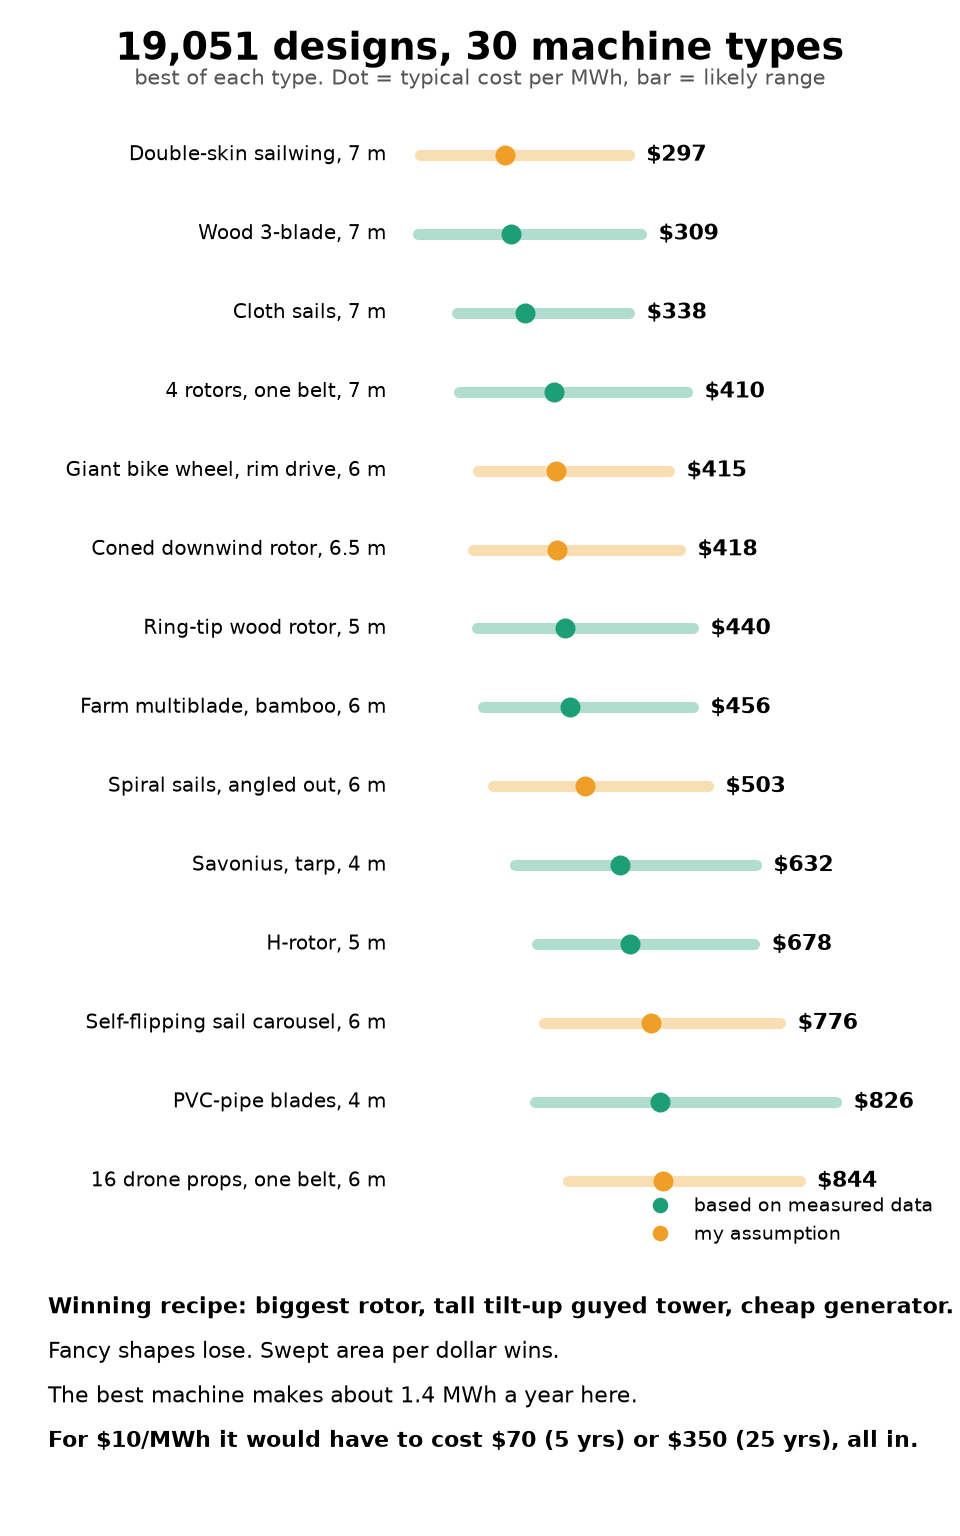 19,051 designs, 30 machine types
best of each type. Dot = typical cost per MWh, bar = likely range
Double-skin sailwing, 7 m $297
Wood 3-blade, 7 m $309
Cloth sails, 7 m $338
4 rotors, one belt, 7 m $410
Giant bike wheel, rim drive, 6 m $415
Coned downwind rotor, 6.5 m $418
Ring-tip wood rotor, 5 m $440
Farm multiblade, bamboo, 6 m $456
Spiral sails, angled out, 6 m $503
Savonius, tarp, 4 m $632
H-rotor, 5 m $678
Self-flipping sail carousel, 6 m $776
PVC-pipe blades, 4 m $826
16 drone props, one belt, 6 m $844
based on measured data
my assumption
Winning recipe: biggest rotor, tall tilt-up guyed tower, cheap generator.
Fancy shapes lose. Swept area per dollar wins.
The best machine makes about 1.4 MWh a year here.
For $10/MWh it would have to cost $70 (5 yrs) or $350 (25 yrs), all in.